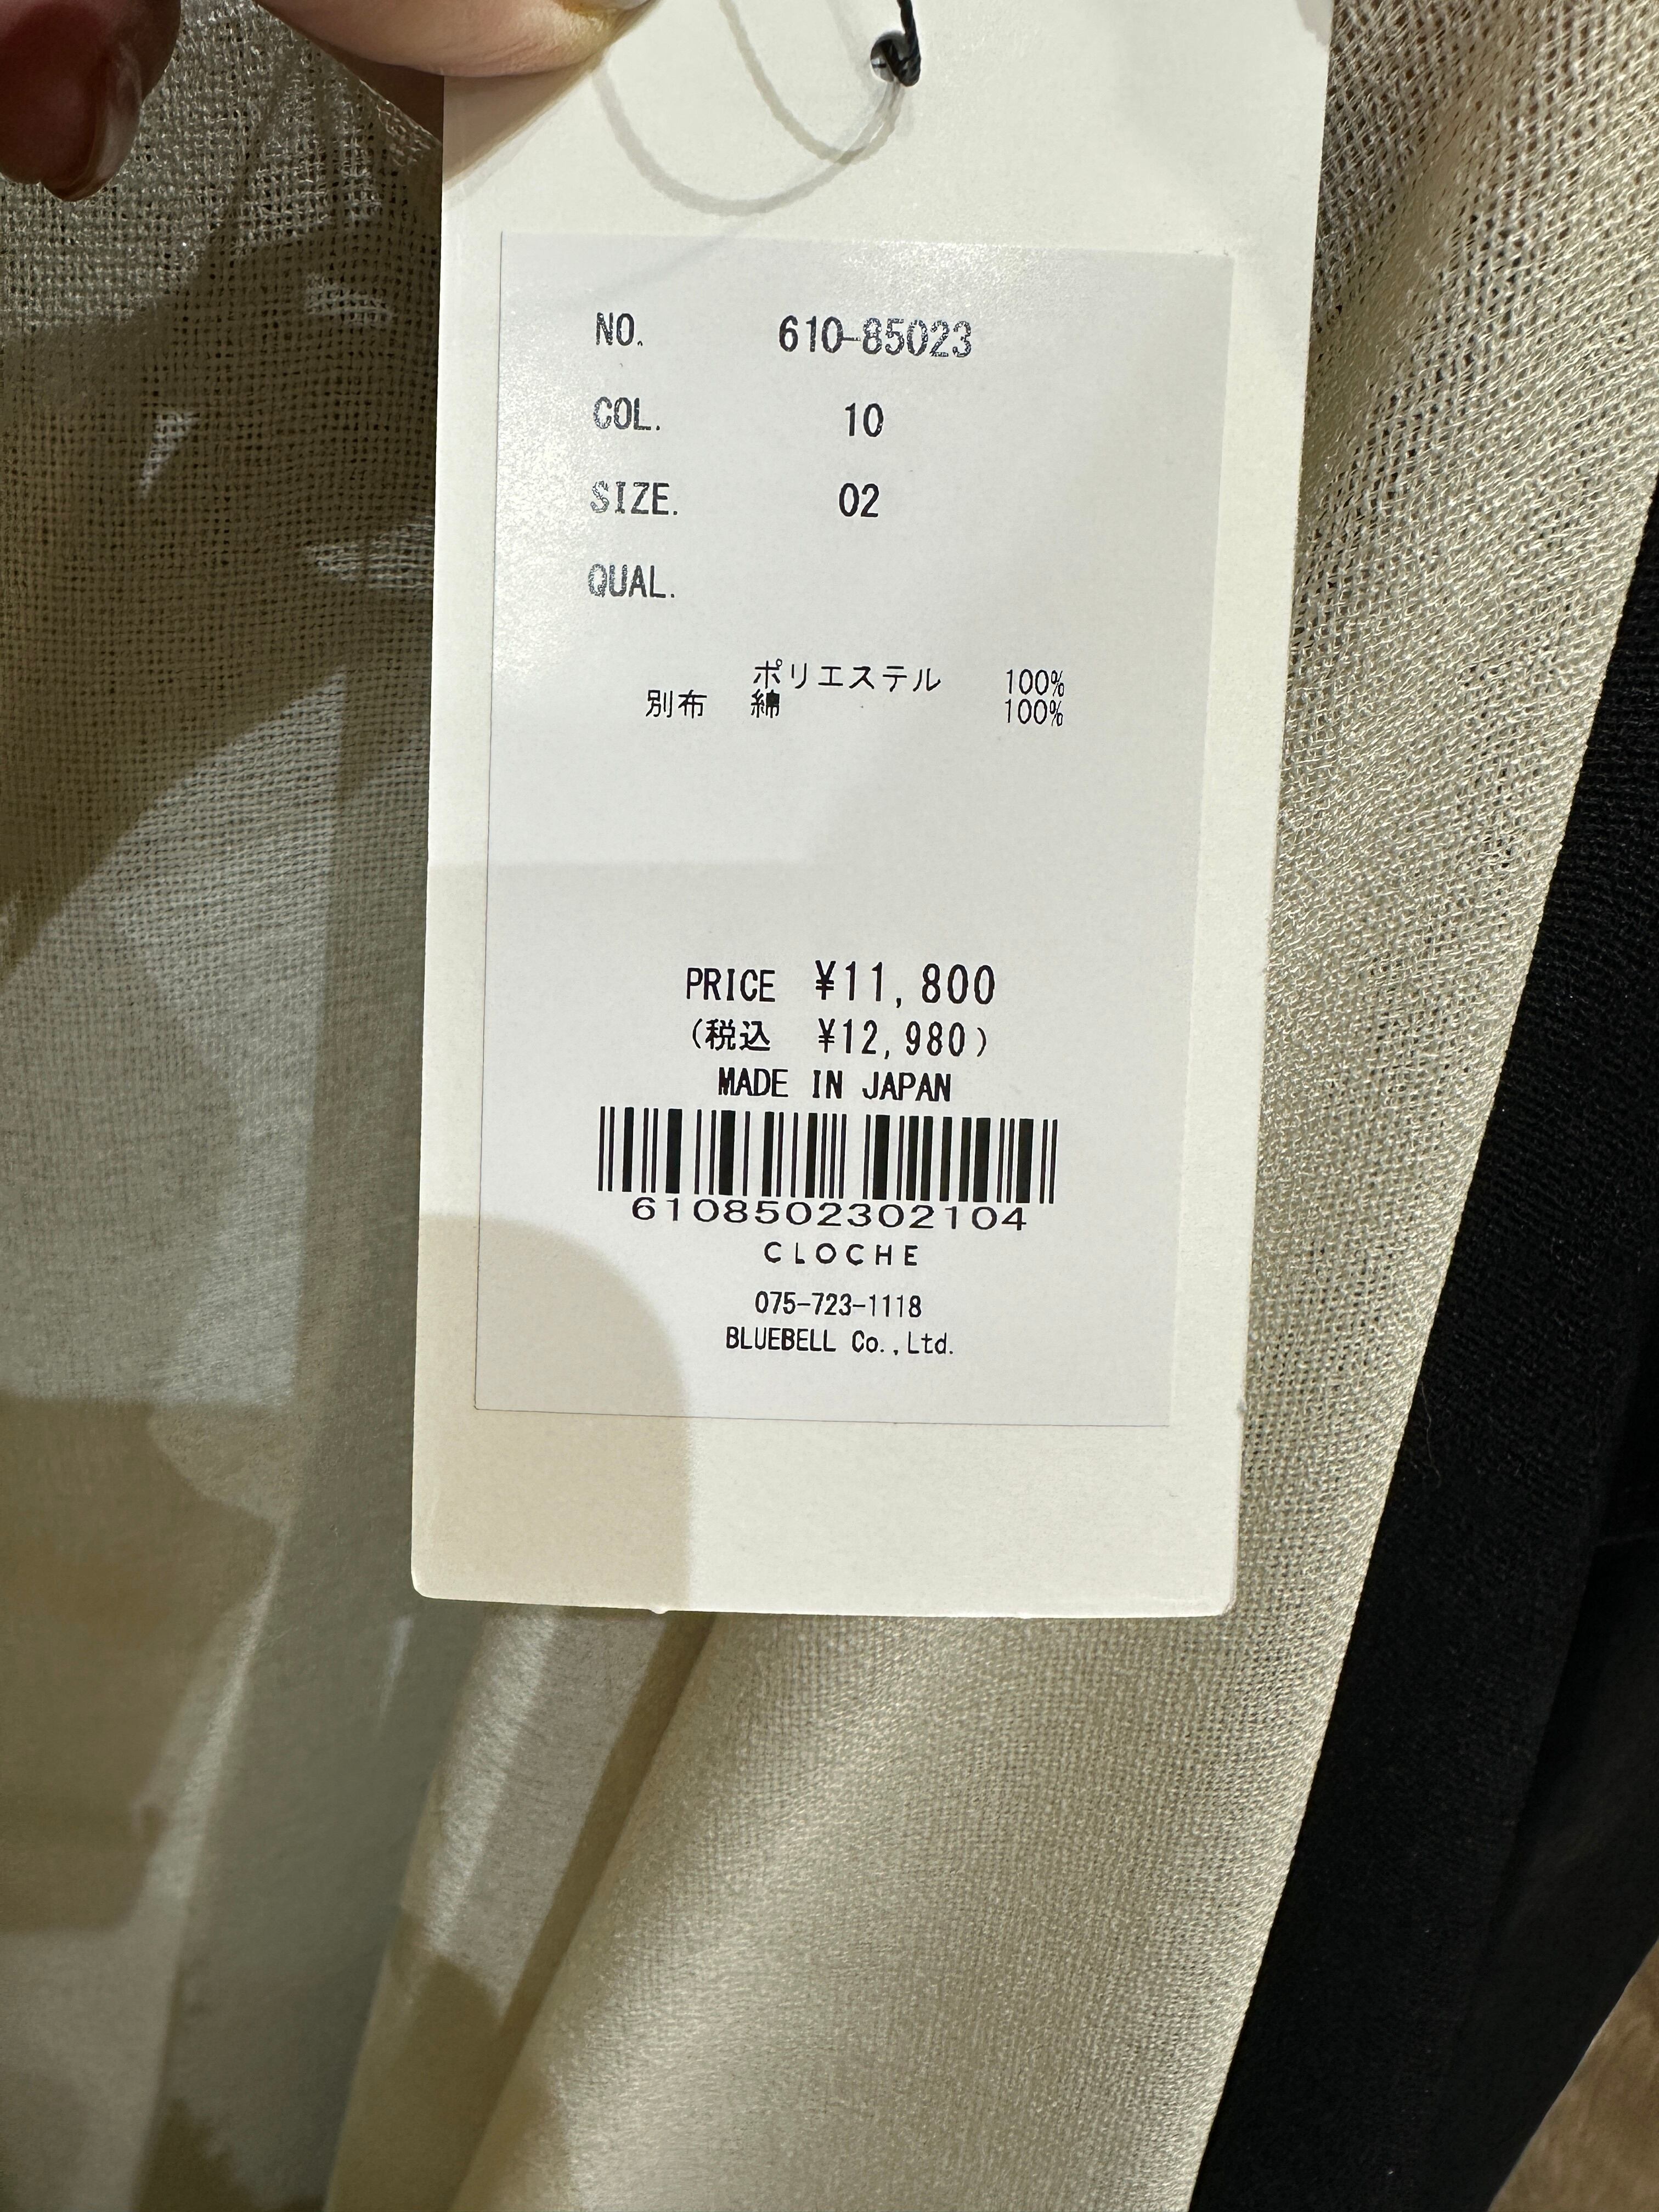 NO. 610-85023
COL. 10
SIZE. 02
QUAL.
ポリエステル 100%
別布 綿 100%
PRICE ¥11,800
(税込 ¥12,980)
MADE IN JAPAN
6108502302104
CLOCHE
075-723-1118
BLUEBELL Co.,Ltd.